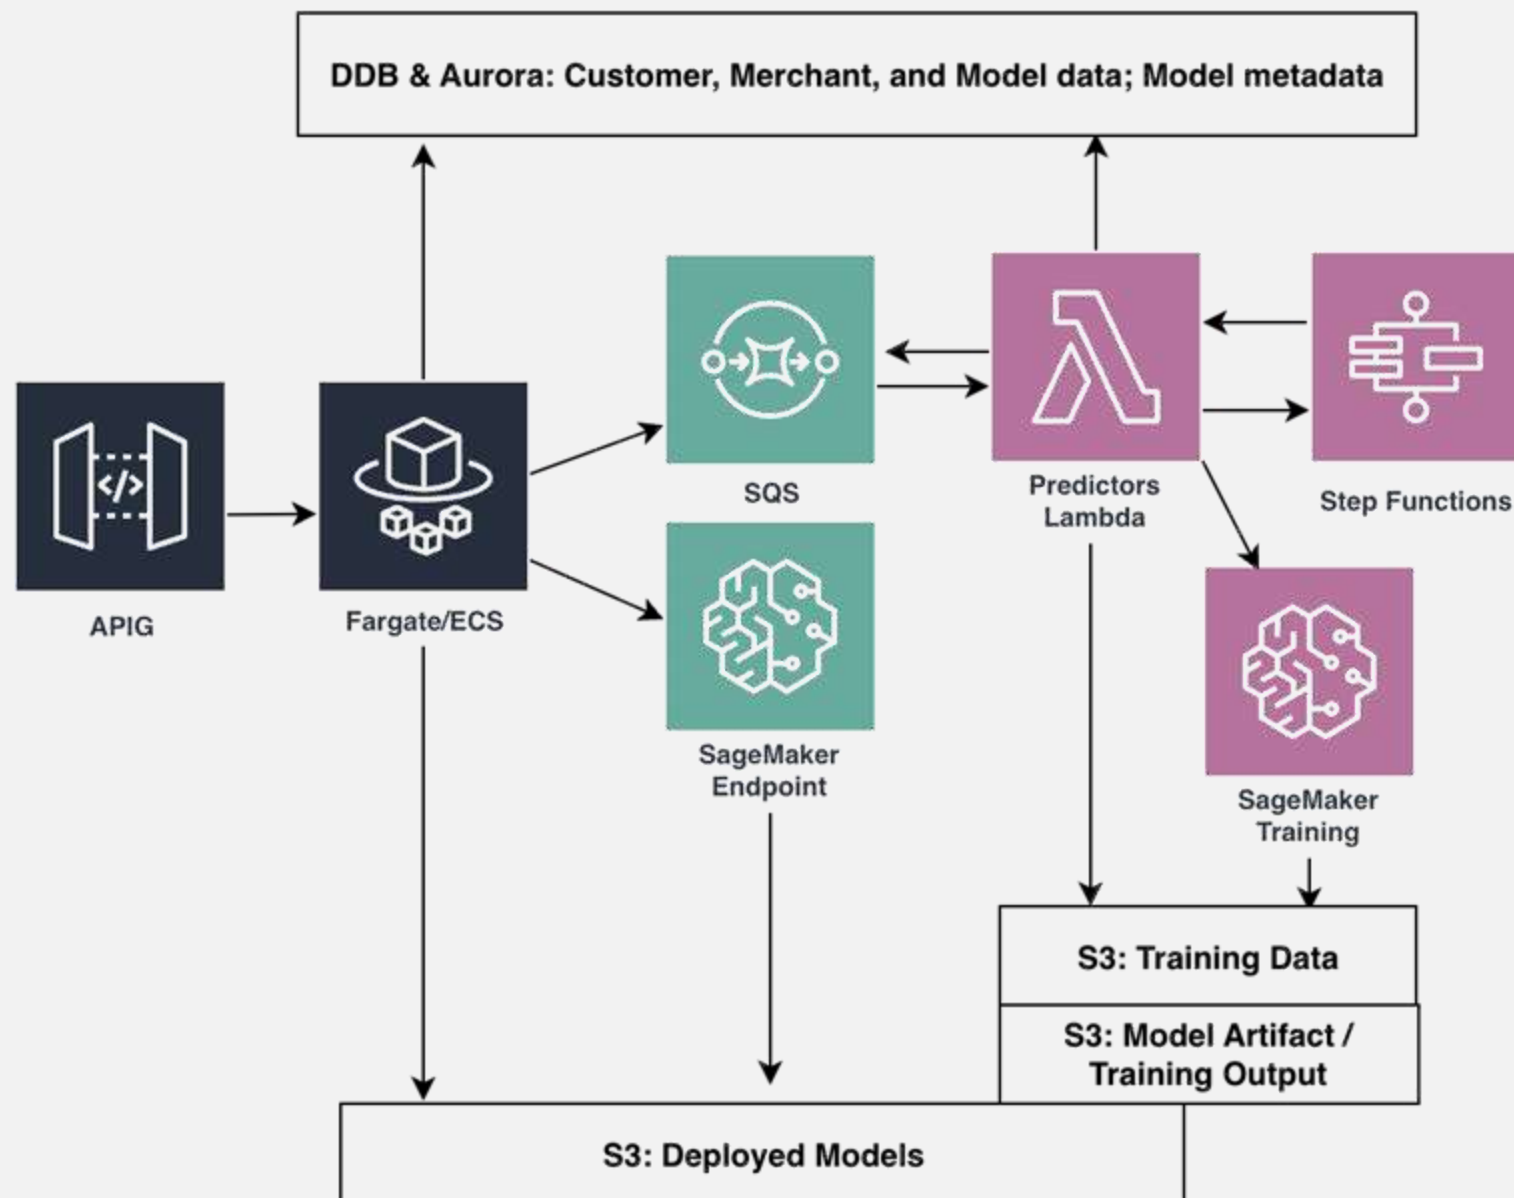 DDB & Aurora: Customer, Merchant, and Model data; Model metadata
</>
APIG
Fargate/ECS
SQS
SageMaker
Endpoint
Predictors
Lambda
Step Functions
SageMaker
Training
S3: Training Data
S3: Model Artifact /
Training Output
S3: Deployed Models